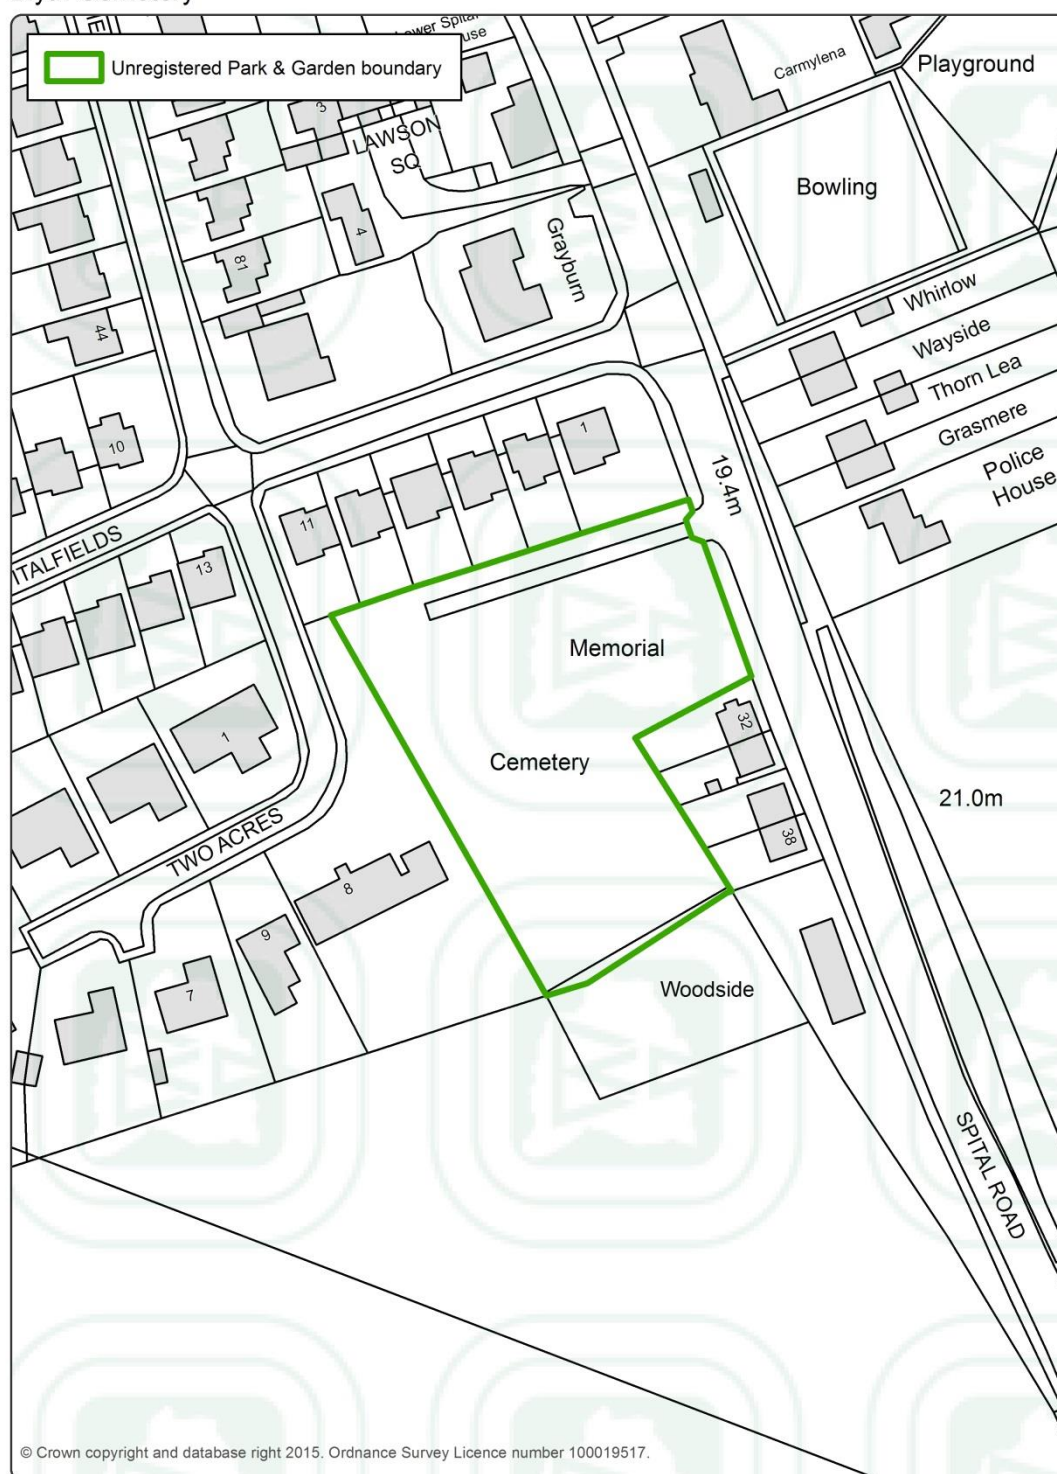 Unregistered Park & Garden boundary
Lower Spital
Carmylena
Playground
3
LAWSON
SQ
Bowling
4
Grayburn
81
Whirlow
44
Wayside
Thorn Lea
10
1
Grasmere
19.4m
Police
House
11
ITALFIELDS
13
Memorial
1
32
Cemetery
21.0m
TWO ACRES
38
8
9
7
Woodside
SPITAL ROAD
© Crown copyright and database right 2015. Ordnance Survey Licence number 100019517.